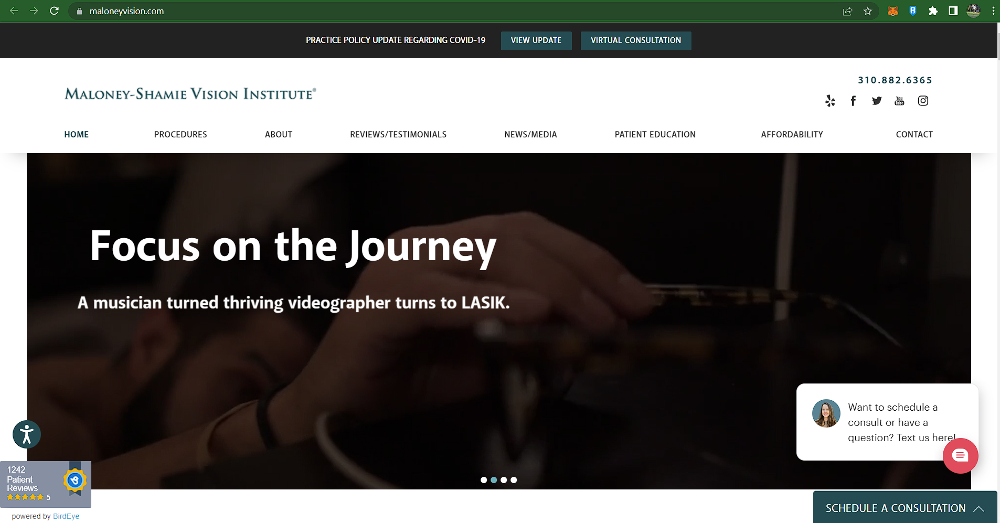 maloneyvision.com
PRACTICE POLICY UPDATE REGARDING COVID-19
VIEW UPDATE
VIRTUAL CONSULTATION
310.882.6365
MALONEY-SHAMIE VISION INSTITUTE®
You
Tube
HOME
PROCEDURES
ABOUT
REVIEWS/TESTIMONIALS
NEWS/MEDIA
PATIENT EDUCATION
AFFORDABILITY
CONTACT
Focus on the Journey
A musician turned thriving videographer turns to LASIK.
Want to schedule a
consult or have a
question? Text us here!
1242
Patient
Reviews
5
powered by BirdEye
SCHEDULE A CONSULTATION